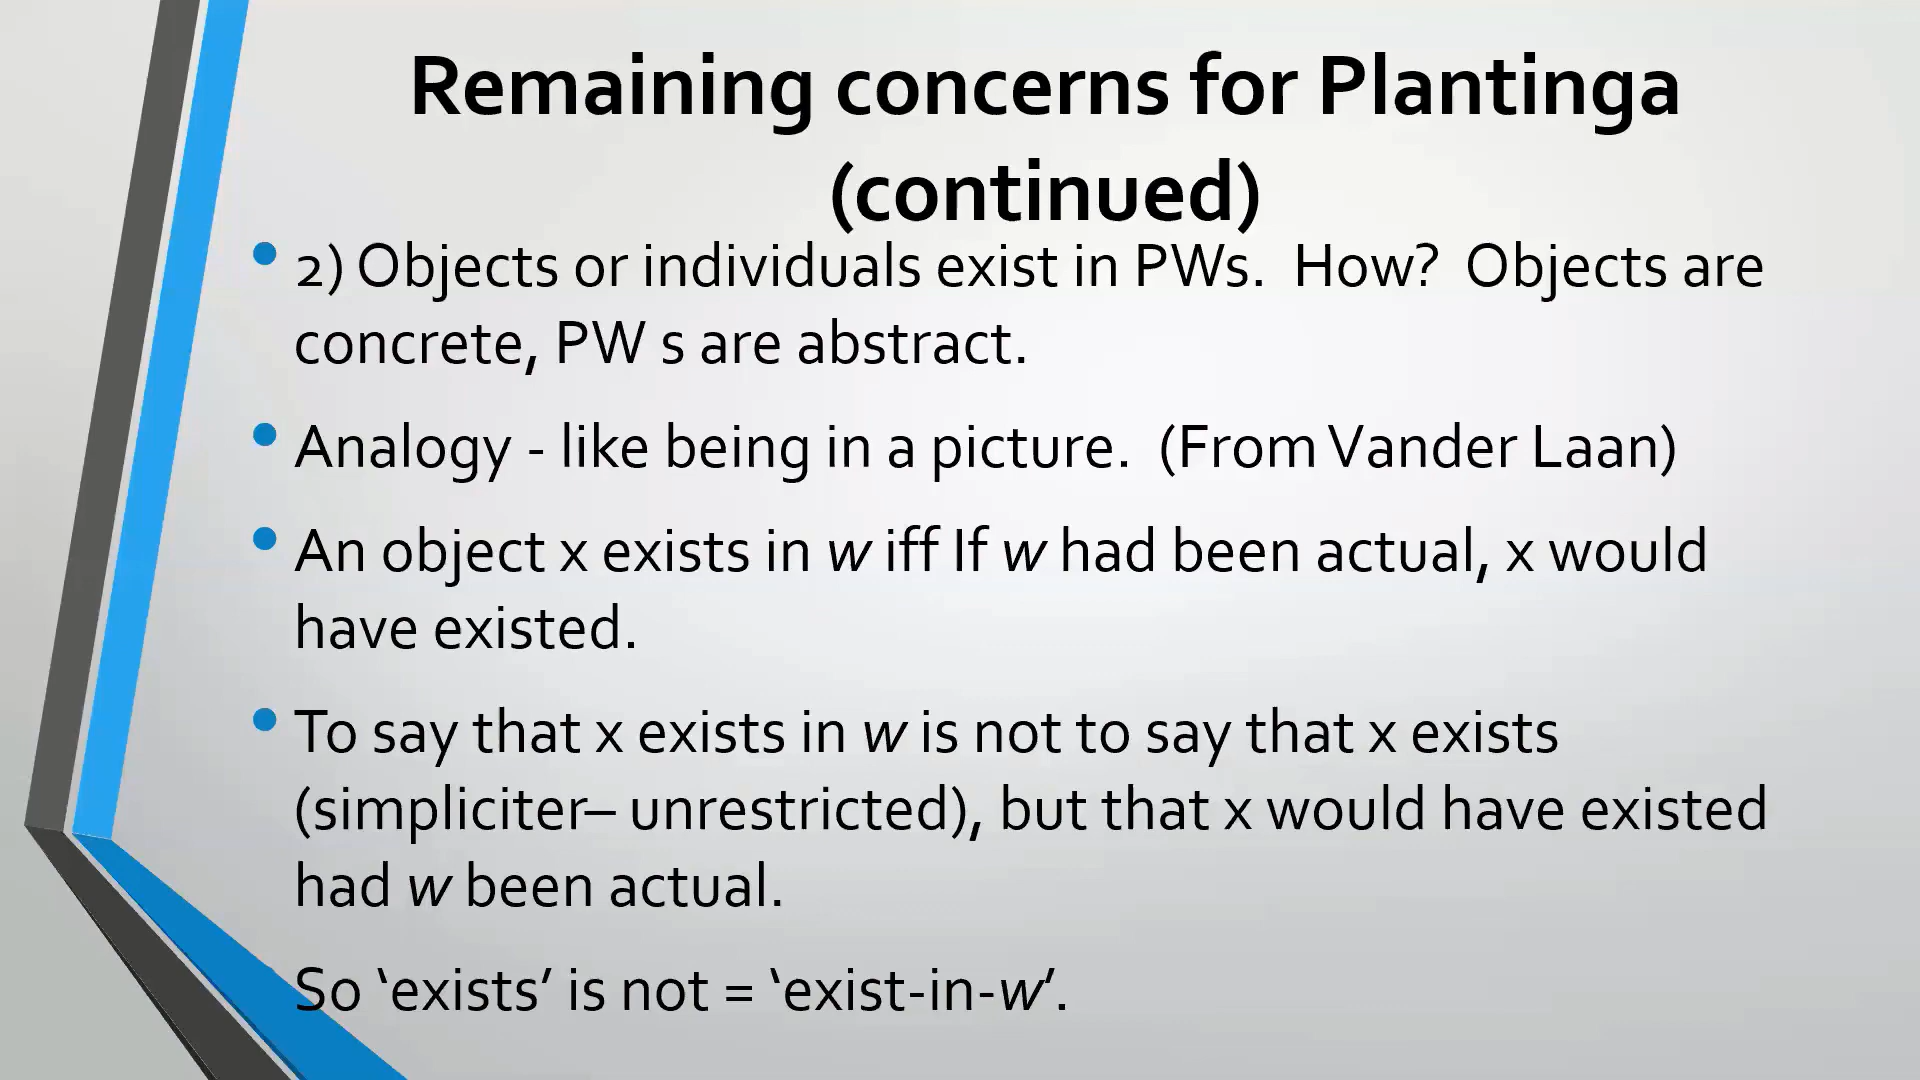 Remaining concerns for Plantinga
(continued)
• 2) Objects or individuals exist in PWs.  How?  Objects are
concrete, PW s are abstract.
• Analogy - like being in a picture.  (From Vander Laan)
• An object x exists in w iff If w had been actual, x would
have existed.
• To say that x exists in w is not to say that x exists
(simpliciter– unrestricted), but that x would have existed
had w been actual.
So ‘exists’ is not = ‘exist-in-w’.